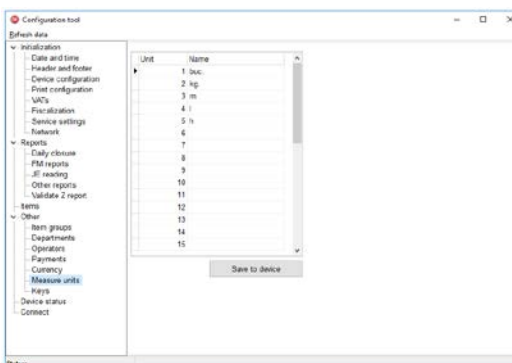 Configuration tool
Refresh data
Initialization
Date and time
Header and footer
Device configuration
Print configuration
VATs
Fiscalization
Service settings
Network
Reports
Daily closure
FM reports
JE reading
Other reports
Validate Z report
Items
Other
Item groups
Departments
Operators
Payments
Currency
Measure units
Keys
Device status
Connect
Unit Name
1 buc.
2 kg.
3 m
4 l
5 h
6
7
8
9
10
11
12
13
14
15
Save to device